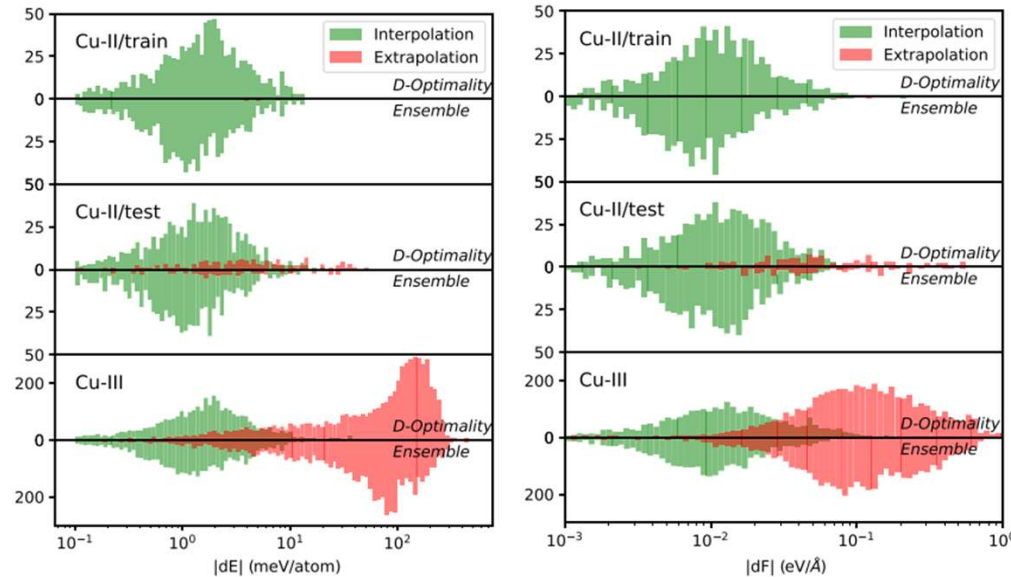 50
Cu-II/train
Interpolation
Extrapolation
25
D-Optimality
0
Ensemble
25
50
Cu-II/test
25
D-Optimality
0
Ensemble
25
50
Cu-III
200
D-Optimality
0
Ensemble
200
10⁻¹ 10⁰ 10¹ 10²
|dE| (meV/atom)
50
Cu-II/train
Interpolation
Extrapolation
25
D-Optimality
0
Ensemble
25
50
Cu-II/test
25
D-Optimality
0
Ensemble
25
50
Cu-III
200
D-Optimality
0
Ensemble
200
10⁻³ 10⁻² 10⁻¹ 10⁰
|dF| (eV/Å)